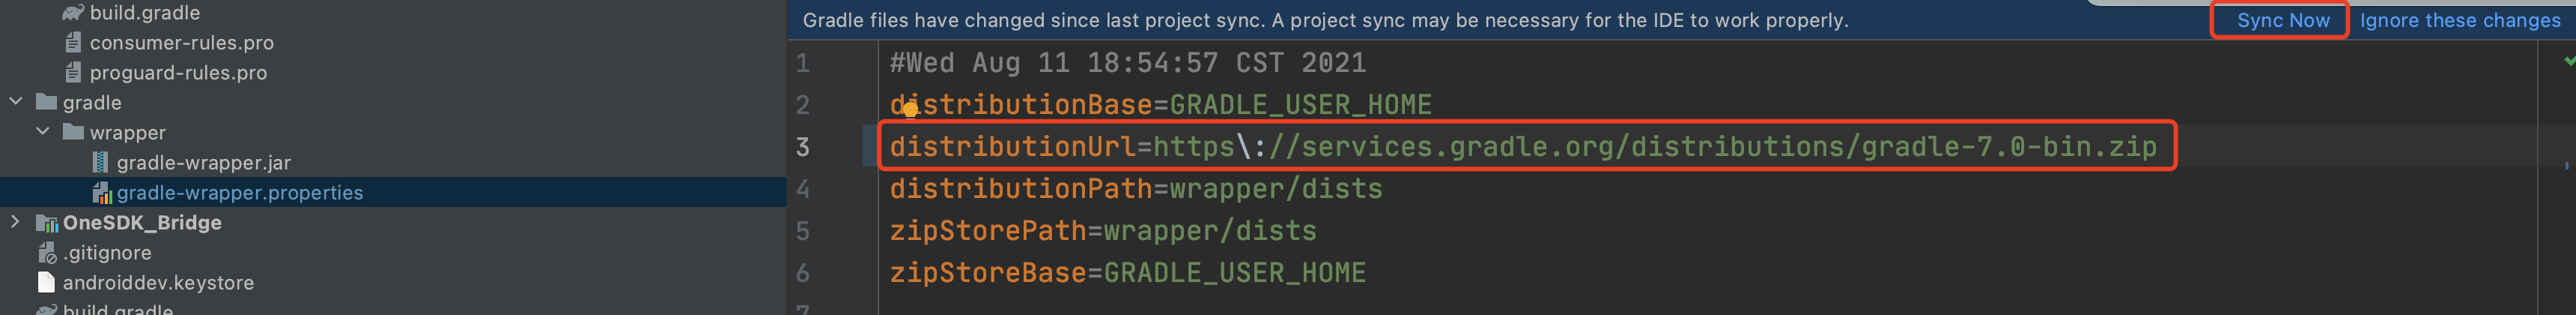 build.gradle
consumer-rules.pro
proguard-rules.pro
gradle
wrapper
gradle-wrapper.jar
gradle-wrapper.properties
OneSDK_Bridge
.gitignore
androiddev.keystore
build.gradle
Gradle files have changed since last project sync. A project sync may be necessary for the IDE to work properly. Sync Now Ignore these changes
1 #Wed Aug 11 18:54:57 CST 2021
2 distributionBase=GRADLE_USER_HOME
3 distributionUrl=https\://services.gradle.org/distributions/gradle-7.0-bin.zip
4 distributionPath=wrapper/dists
5 zipStorePath=wrapper/dists
6 zipStoreBase=GRADLE_USER_HOME
7